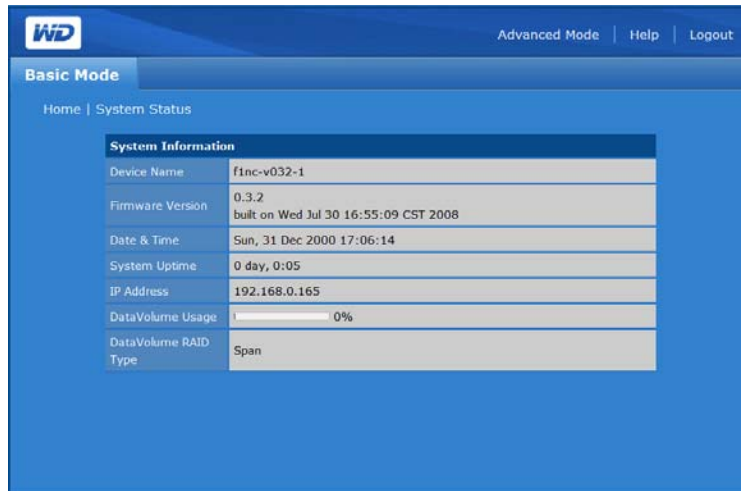 WD
Advanced Mode | Help | Logout
Basic Mode
Home | System Status
System Information
Device Name f1nc-v032-1
Firmware Version 0.3.2
built on Wed Jul 30 16:55:09 CST 2008
Date & Time Sun, 31 Dec 2000 17:06:14
System Uptime 0 day, 0:05
IP Address 192.168.0.165
DataVolume Usage 0%
DataVolume RAID
Type Span